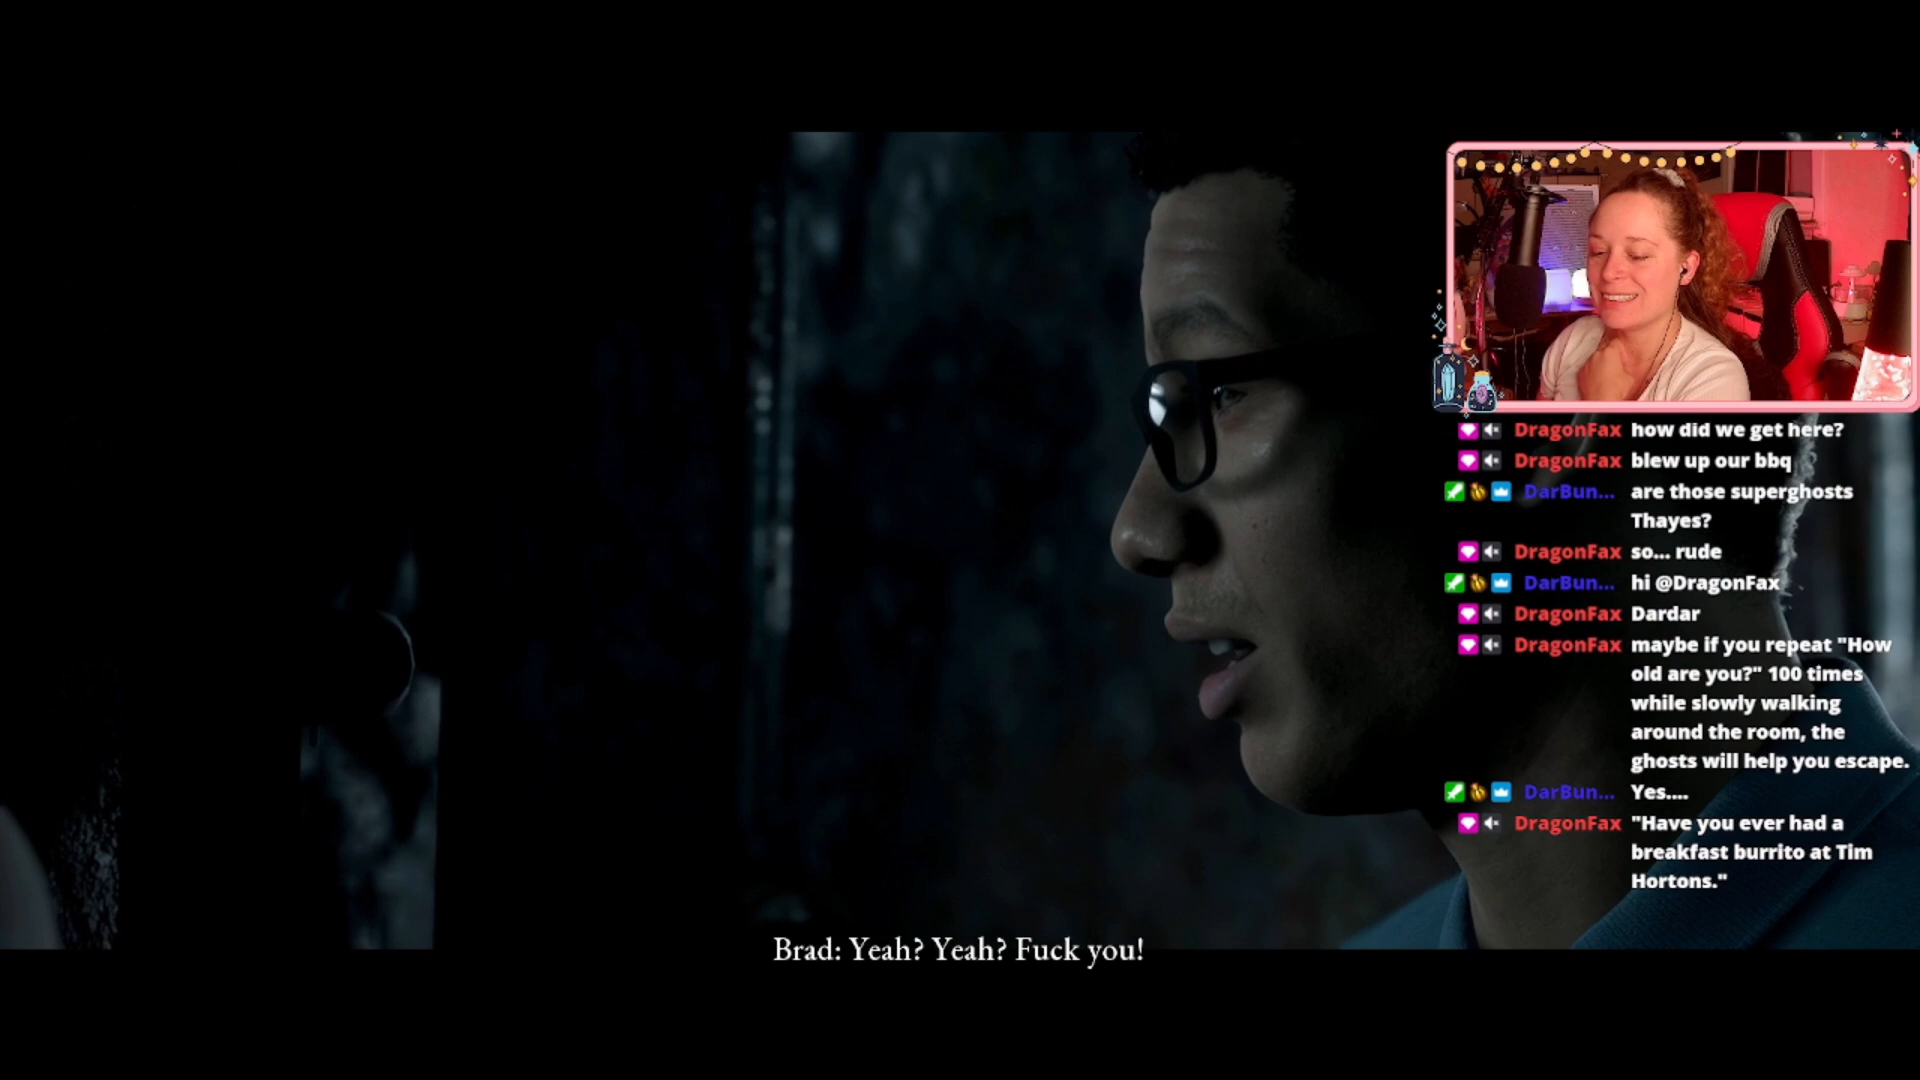 DragonFax how did we get here?
DragonFax blew up our bbq
DarBun... are those superghosts
Thayes?
DragonFax so... rude
DarBun... hi @DragonFax
DragonFax Dardar
DragonFax maybe if you repeat "How
old are you?" 100 times
while slowly walking
around the room, the
ghosts will help you escape.
DarBun... Yes....
DragonFax "Have you ever had a
breakfast burrito at Tim
Hortons."
Brad: Yeah? Yeah? Fuck you!